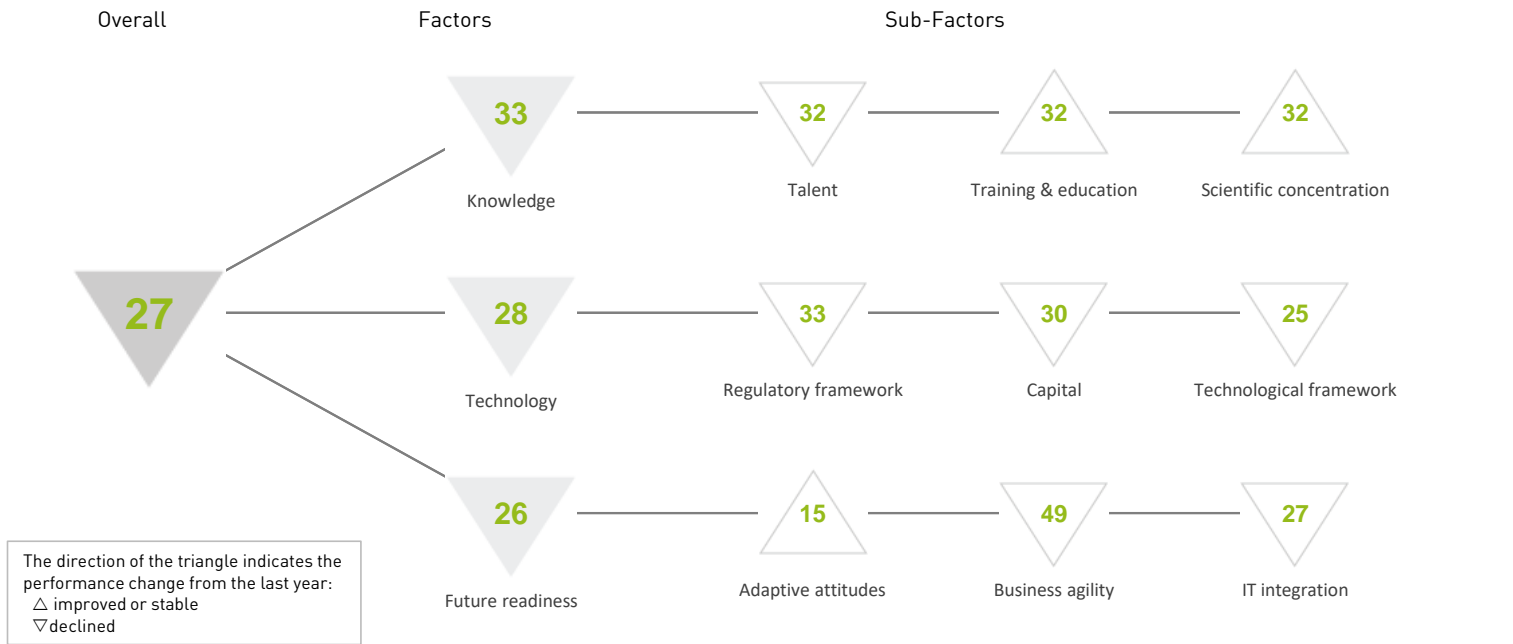 Overall
Factors
Sub-Factors
33
32
32
32
Knowledge
Talent
Training & education
Scientific concentration
27
28
33
30
25
Technology
Regulatory framework
Capital
Technological framework
26
15
49
27
Future readiness
Adaptive attitudes
Business agility
IT integration
The direction of the triangle indicates the
performance change from the last year:
△ improved or stable
▽declined